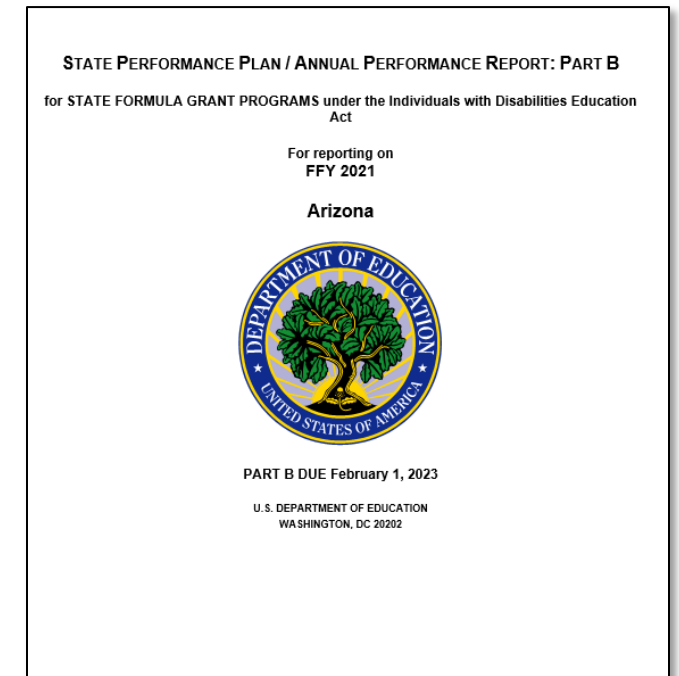 STATE PERFORMANCE PLAN / ANNUAL PERFORMANCE REPORT: PART B
for STATE FORMULA GRANT PROGRAMS under the Individuals with Disabilities Education
Act
For reporting on
FFY 2021
Arizona
DEPARTMENT OF EDUCATION
UNITED STATES OF AMERICA
PART B DUE February 1, 2023
U.S. DEPARTMENT OF EDUCATION
WASHINGTON, DC 20202